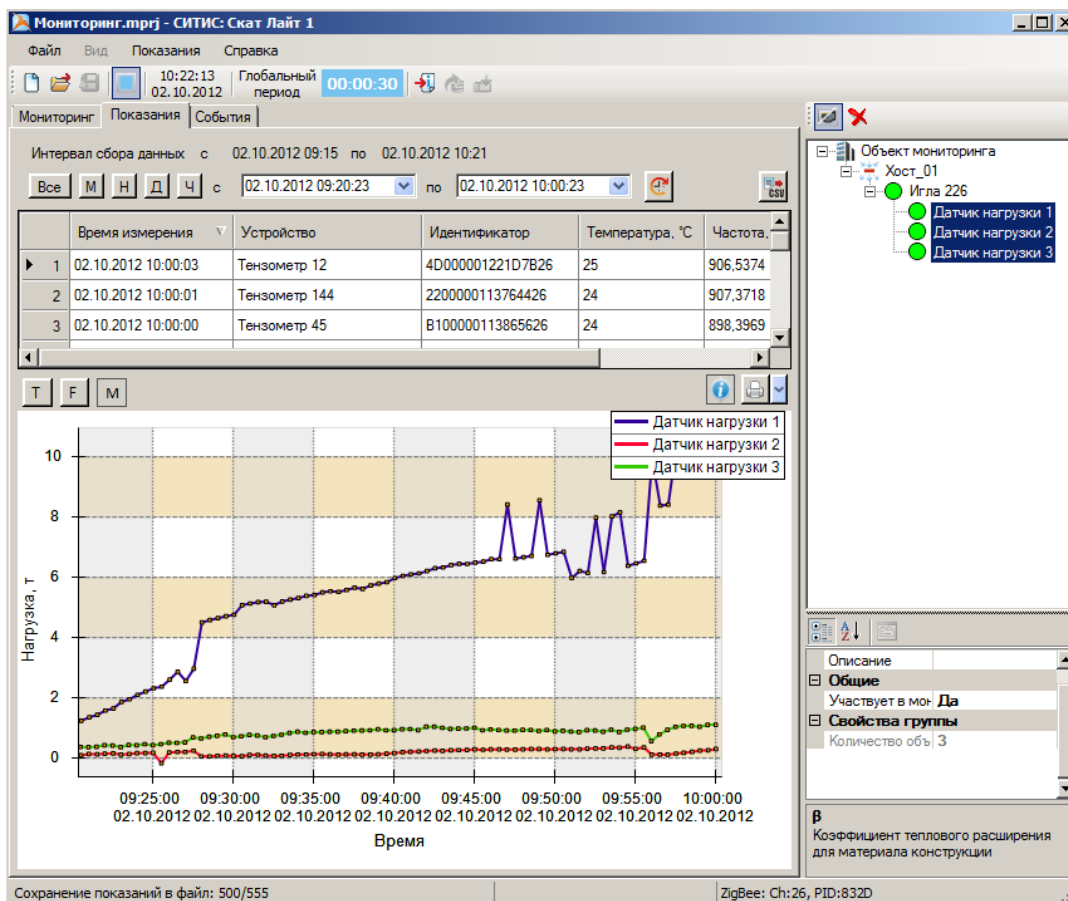 Мониторинг.mprj - СИТИС: Скат Лайт 1
Файл Вид Показания Справка
10:22:13
02.10.2012
Глобальный
период
00:00:30
Мониторинг Показания События
Интервал сбора данных с 02.10.2012 09:15 по 02.10.2012 10:21
Все М Н Д Ч с 02.10.2012 09:20:23 по 02.10.2012 10:00:23
CSV
Время измерения Устройство Идентификатор Температура, °C Частота,
1 02.10.2012 10:00:03 Тензометр 12 4D000001221D7B26 25 906,5374
2 02.10.2012 10:00:01 Тензометр 144 2200000113764426 24 907,3718
3 02.10.2012 10:00:00 Тензометр 45 B100000113865626 24 898,3969
T F M
Датчик нагрузки 1
Датчик нагрузки 2
Датчик нагрузки 3
10
8
6
4
2
0
Нагрузка, т
09:25:00 09:30:00 09:35:00 09:40:00 09:45:00 09:50:00 09:55:00 10:00:00
02.10.2012 02.10.2012 02.10.2012 02.10.2012 02.10.2012 02.10.2012 02.10.2012 02.10.2012
Время
Объект мониторинга
Хост_01
Игла 226
Датчик нагрузки 1
Датчик нагрузки 2
Датчик нагрузки 3
A
Z
Описание
Общие
Участвует в мон Да
Свойства группы
Количество объ 3
β
Коэффициент теплового расширения
для материала конструкции
Сохранение показаний в файл: 500/555
ZigBee: Ch:26, PID:832D